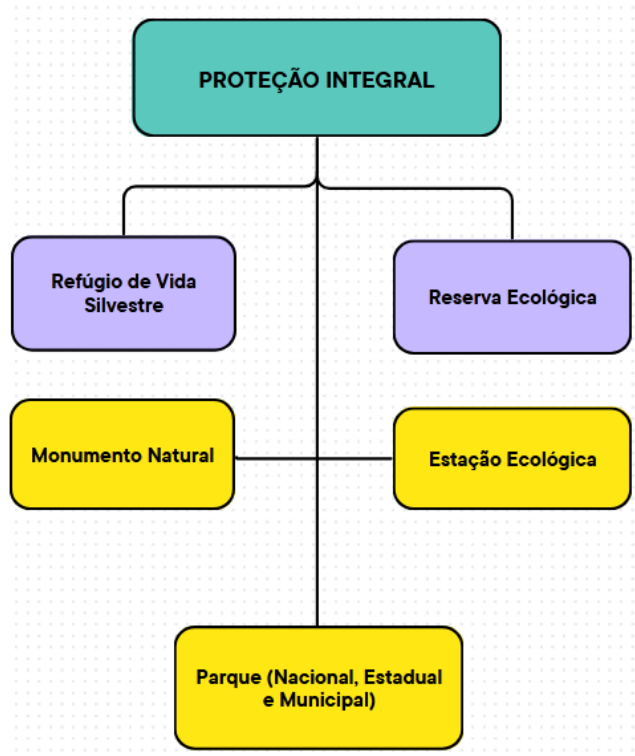 PROTEÇÃO INTEGRAL
Refúgio de Vida
Silvestre
Reserva Ecológica
Monumento Natural
Estação Ecológica
Parque (Nacional, Estadual
e Municipal)